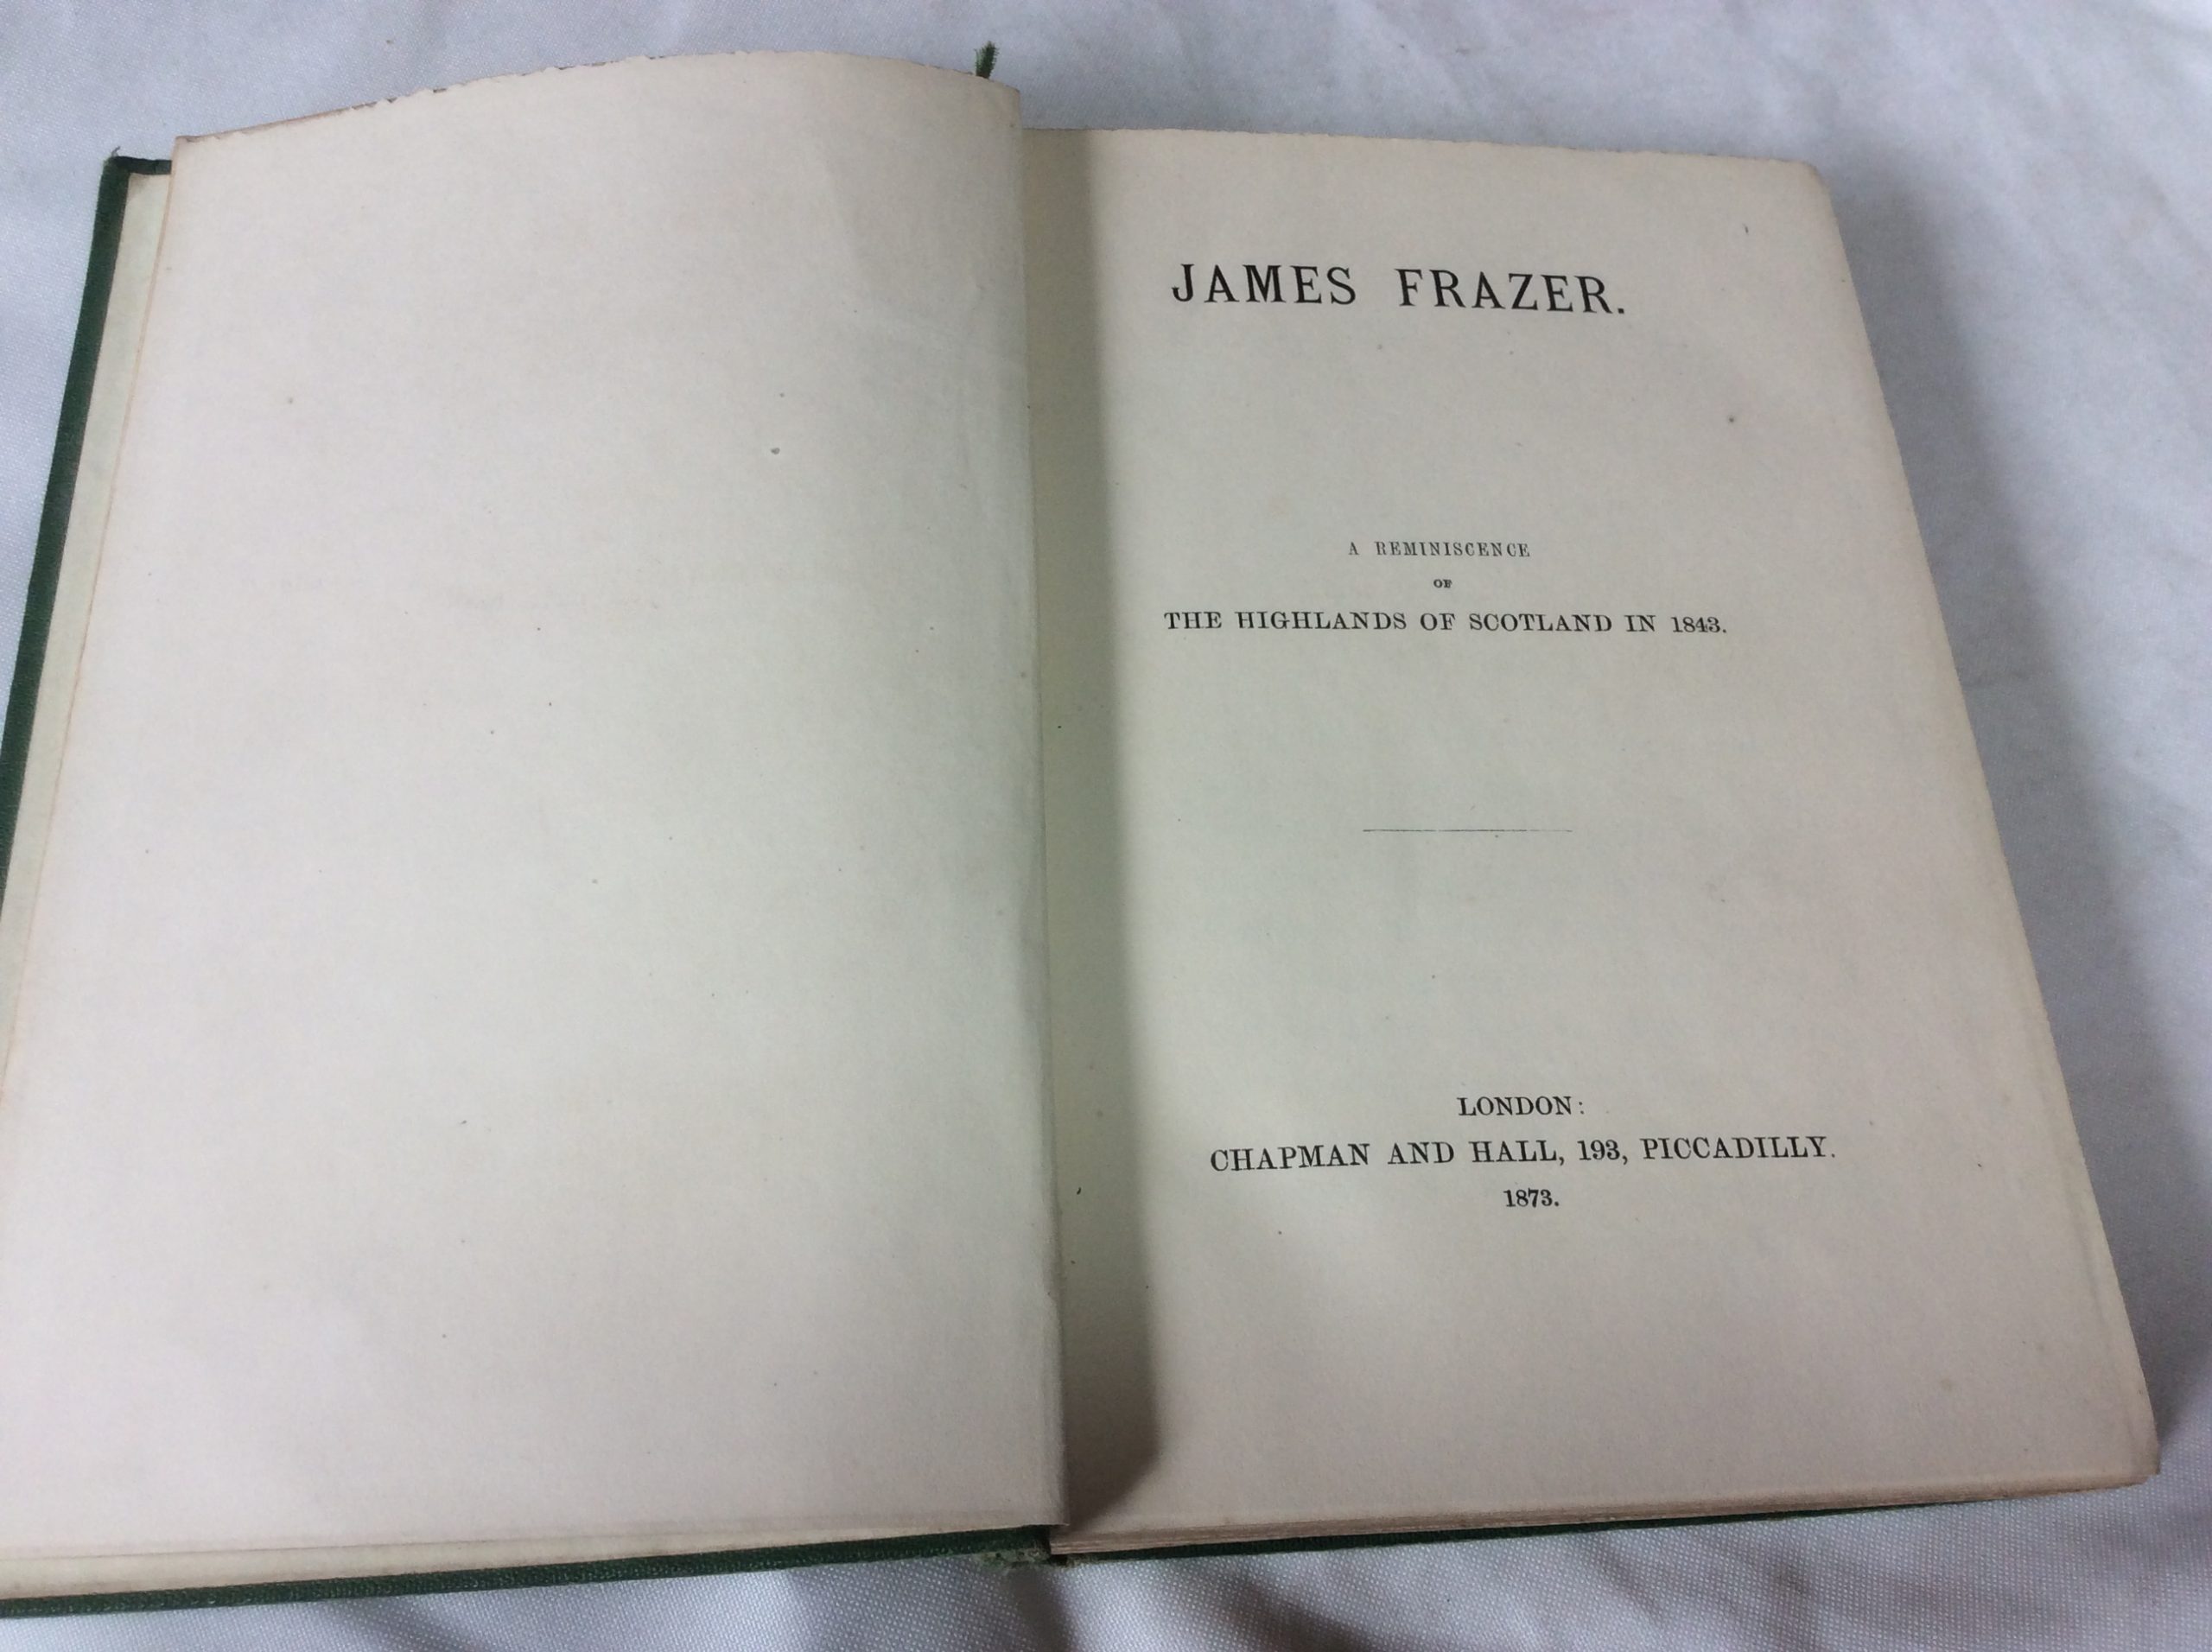 JAMES FRAZER.
A REMINISCENCE
OF
THE HIGHLANDS OF SCOTLAND IN 1843.
LONDON:
CHAPMAN AND HALL, 193, PICCADILLY.
1873.